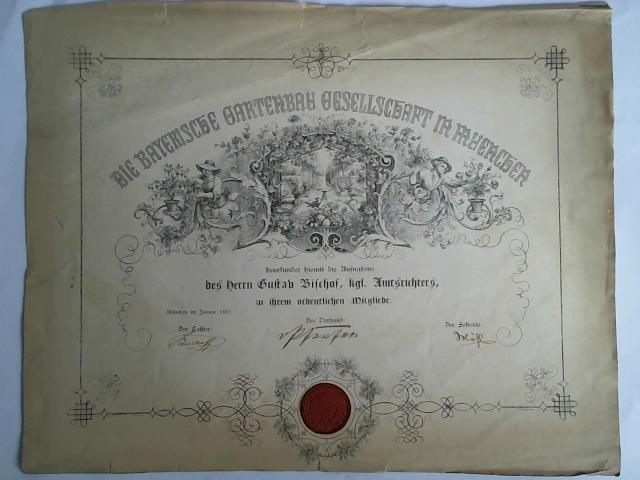 DIE BAYERISCHE GARTENBAU GESELLSCHAFT IN MUENCHEN
beurkundet hiemit die Aufnahme
des Herrn Gustav Bischof, kgl. Amtsrichters,
zu ihrem ordentlichen Mitgliede.
München im Januar
Der Cassier: Der Vorstand: Der Sekretär: